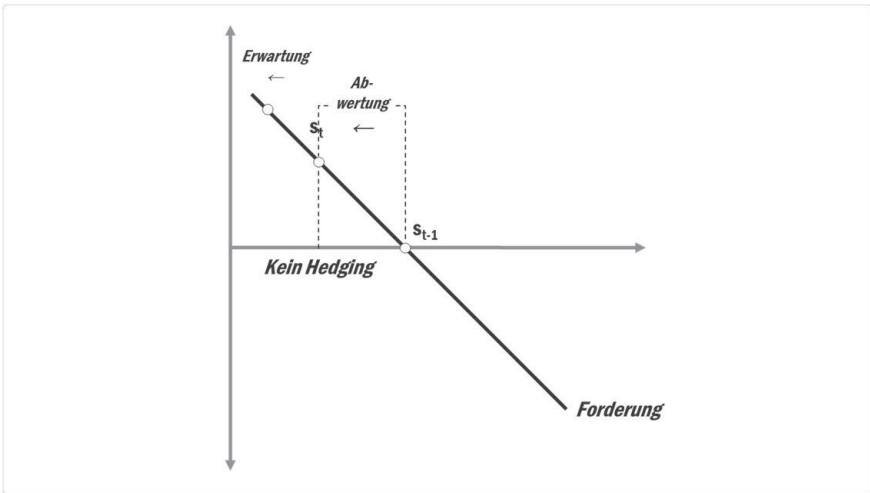 Erwartung
←
Ab-
wertung
←
St
St-1
Kein Hedging
Forderung